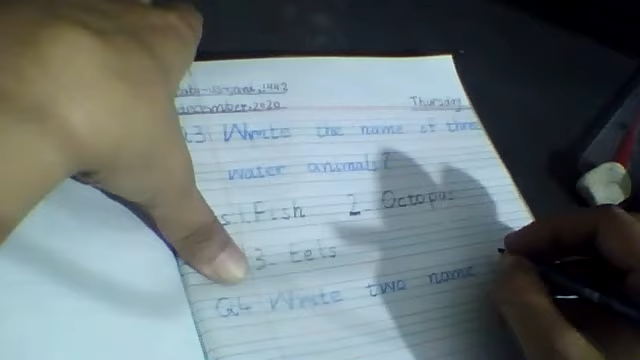 1442
December, 2020 Thursday
Q3: Write the name of three
water animals?
1. Fish 2. Octopus
3. eels
Q4 Write two name